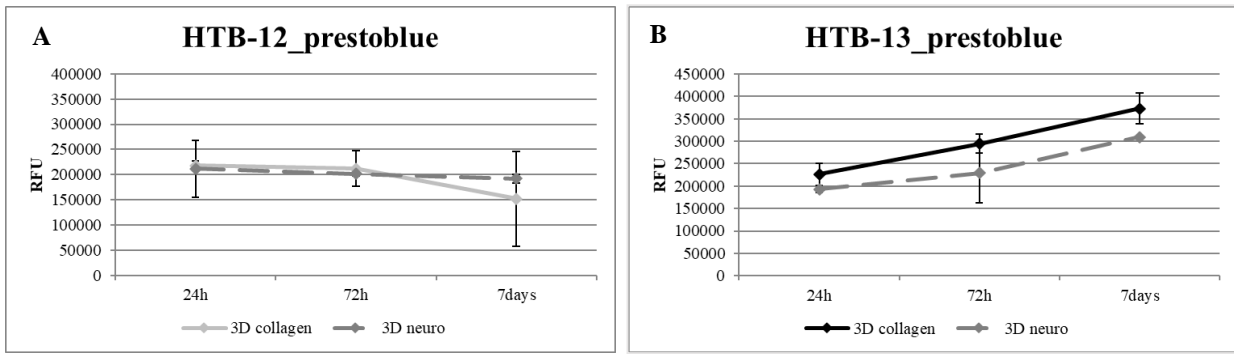 A
HTB-12_prestoblue
RFU
400000
350000
300000
250000
200000
150000
100000
50000
0
24h 72h 7days
3D collagen 3D neuro
B
HTB-13_prestoblue
RFU
450000
400000
350000
300000
250000
200000
150000
100000
50000
0
24h 72h 7days
3D collagen 3D neuro